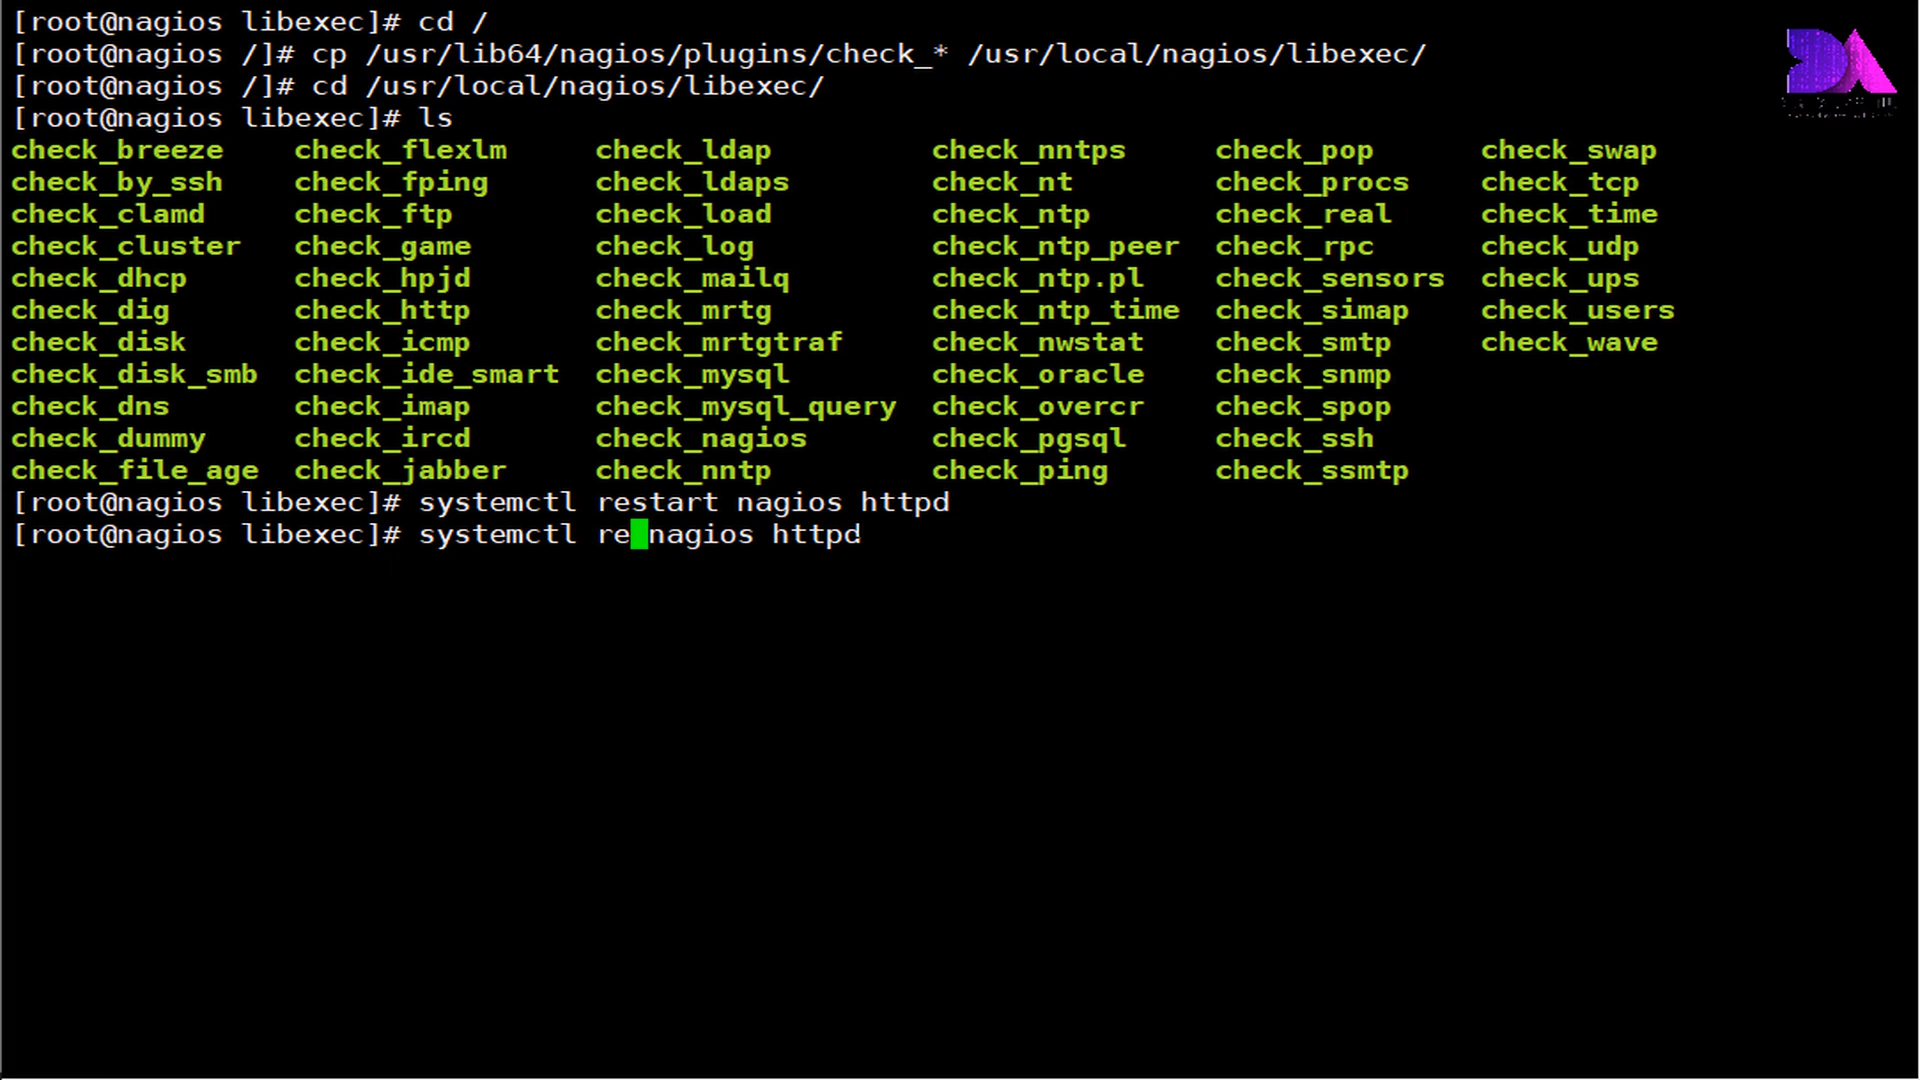 [root@nagios libexec]# cd /
[root@nagios /]# cp /usr/lib64/nagios/plugins/check_* /usr/local/nagios/libexec/
[root@nagios /]# cd /usr/local/nagios/libexec/
[root@nagios libexec]# ls
check_breeze check_flexlm check_ldap check_nntps check_pop check_swap
check_by_ssh check_fping check_ldaps check_nt check_procs check_tcp
check_clamd check_ftp check_load check_ntp check_real check_time
check_cluster check_game check_log check_ntp_peer check_rpc check_udp
check_dhcp check_hpjd check_mailq check_ntp.pl check_sensors check_ups
check_dig check_http check_mrtg check_ntp_time check_simap check_users
check_disk check_icmp check_mrtgtraf check_nwstat check_smtp check_wave
check_disk_smb check_ide_smart check_mysql check_oracle check_snmp
check_dns check_imap check_mysql_query check_overcr check_spop
check_dummy check_ircd check_nagios check_pgsql check_ssh
check_file_age check_jabber check_nntp check_ping check_ssmtp
[root@nagios libexec]# systemctl restart nagios httpd
[root@nagios libexec]# systemctl re nagios httpd